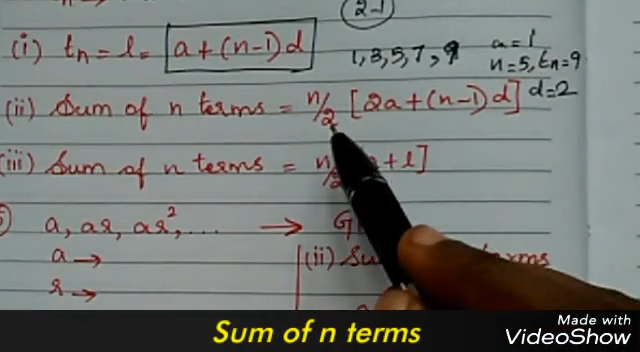 (2-1)
(i) tn = l = a+(n-1)d 1, 3, 5, 7, 9 a=1
n=5, tn=9
(ii) Sum of n terms = n/2 [2a+(n-1)d] d=2
(iii) Sum of n terms = n/2 + l]
a, ar, ar², ... →
a →
(ii) Su terms
r →
Sum of n terms
Made with
VideoShow